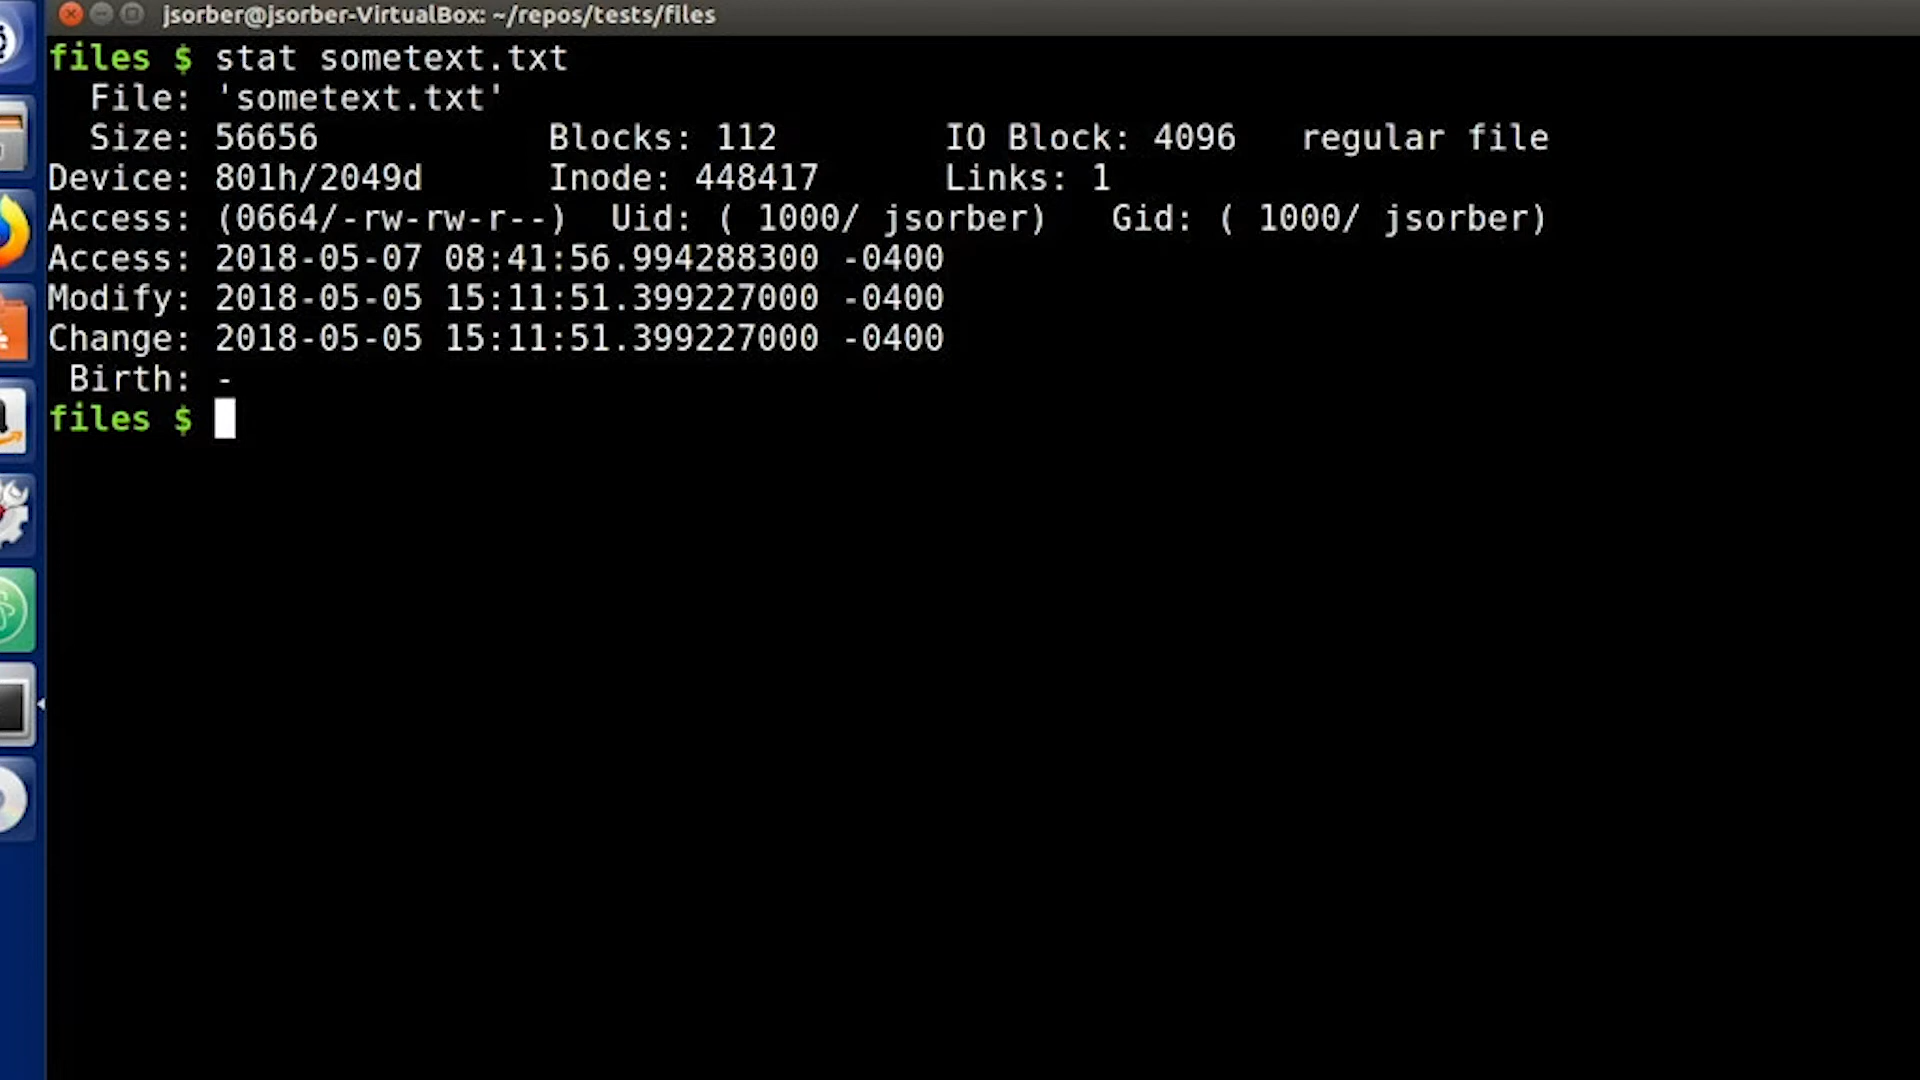 jsorber@jsorber-VirtualBox: ~/repos/tests/files
files $ stat sometext.txt
  File: 'sometext.txt'
  Size: 56656           Blocks: 112        IO Block: 4096   regular file
Device: 801h/2049d      Inode: 448417      Links: 1
Access: (0664/-rw-rw-r--)  Uid: ( 1000/ jsorber)   Gid: ( 1000/ jsorber)
Access: 2018-05-07 08:41:56.994288300 -0400
Modify: 2018-05-05 15:11:51.399227000 -0400
Change: 2018-05-05 15:11:51.399227000 -0400
 Birth: -
files $